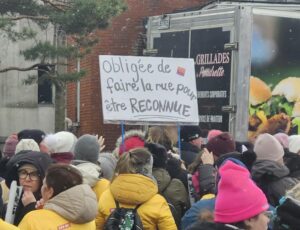 obligée de
faire la rue pour
être RECONNUE
GRILLADES